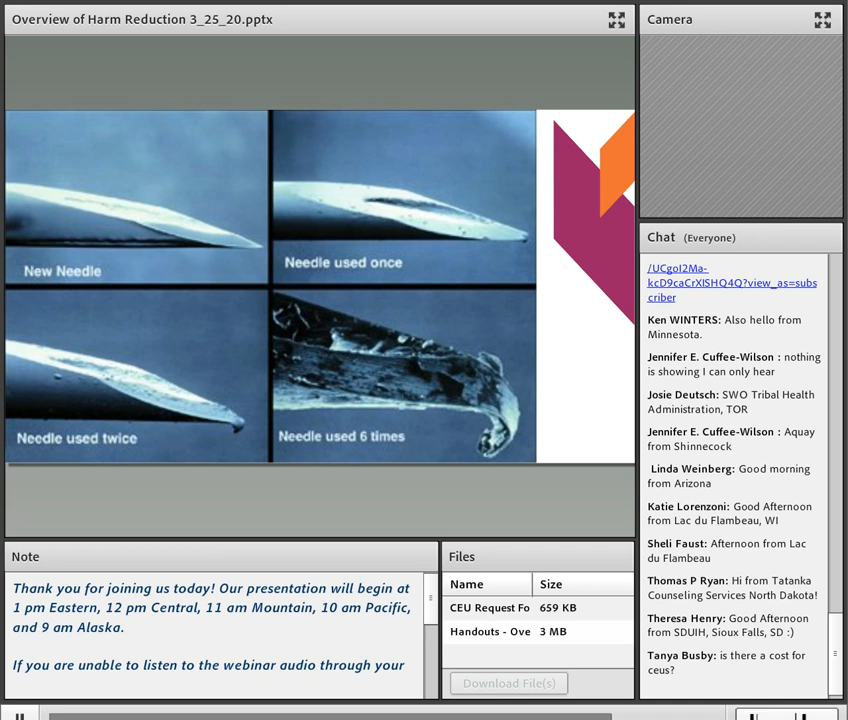 Overview of Harm Reduction 3_25_20.pptx
New Needle
Needle used once
Needle used twice
Needle used 6 times
Note
Thank you for joining us today! Our presentation will begin at
1 pm Eastern, 12 pm Central, 11 am Mountain, 10 am Pacific,
and 9 am Alaska.
If you are unable to listen to the webinar audio through your
Files
Name Size
CEU Request Fo 659 KB
Handouts - Ove 3 MB
Download File(s)
Camera
Chat (Everyone)
/UCgoI2Ma-
kcD9caCrXISHQ4Q?view_as=subs
criber
Ken WINTERS: Also hello from
Minnesota.
Jennifer E. Cuffee-Wilson : nothing
is showing I can only hear
Josie Deutsch: SWO Tribal Health
Administration, TOR
Jennifer E. Cuffee-Wilson : Aquay
from Shinnecock
Linda Weinberg: Good morning
from Arizona
Katie Lorenzoni: Good Afternoon
from Lac du Flambeau, WI
Sheli Faust: Afternoon from Lac
du Flambeau
Thomas P Ryan: Hi from Tatanka
Counseling Services North Dakota!
Theresa Henry: Good Afternoon
from SDUIH, Sioux Falls, SD :)
Tanya Busby: is there a cost for
ceus?